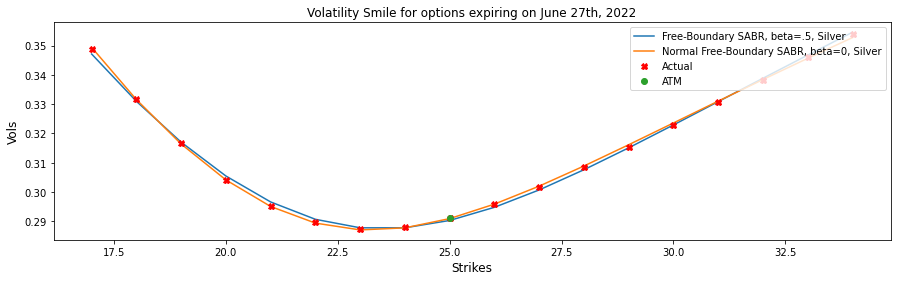 Volatility Smile for options expiring on June 27th, 2022
Free-Boundary SABR, beta=.5, Silver
Normal Free-Boundary SABR, beta=0, Silver
Actual
ATM
Vols
0.35
0.34
0.33
0.32
0.31
0.30
0.29
17.5
20.0
22.5
25.0
27.5
30.0
32.5
Strikes